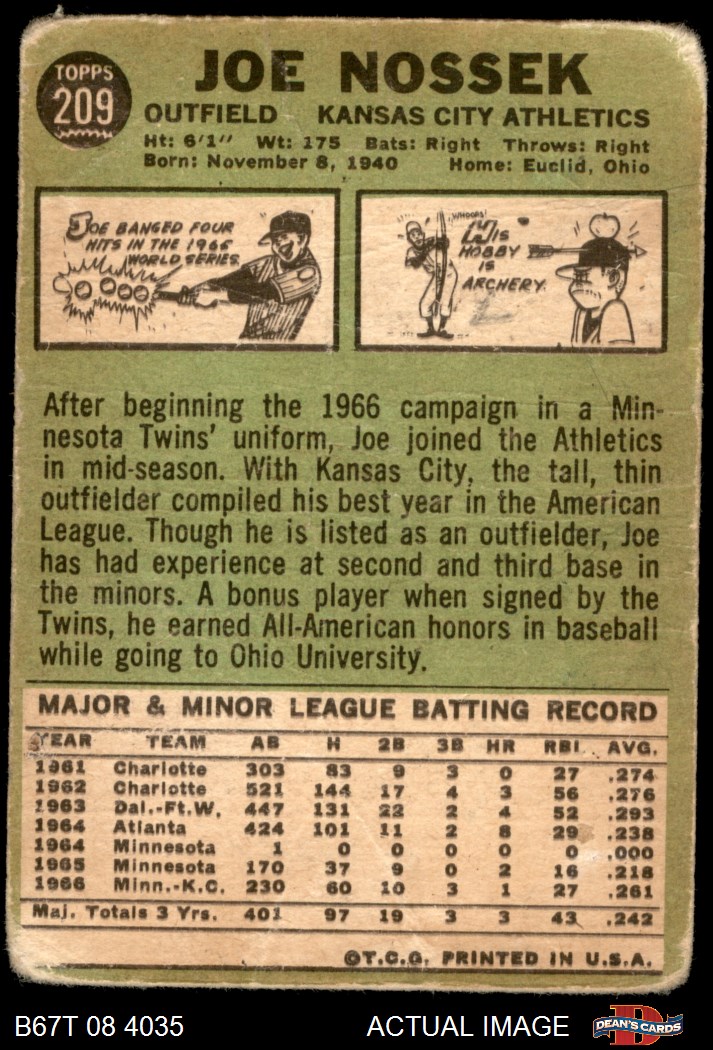 TOPPS
209
JOE NOSSEK
OUTFIELD KANSAS CITY ATHLETICS
Ht: 6'1" Wt: 175 Bats: Right Throws: Right
Born: November 8, 1940 Home: Euclid, Ohio
JOE BANGED FOUR
HITS IN THE 1965
WORLD SERIES.
WHOOPS!
HIS
HOBBY
IS
ARCHERY.
After beginning the 1966 campaign in a Min-
nesota Twins' uniform, Joe joined the Athletics
in mid-season. With Kansas City, the tall, thin
outfielder compiled his best year in the American
League. Though he is listed as an outfielder, Joe
has had experience at second and third base in
the minors. A bonus player when signed by the
Twins, he earned All-American honors in baseball
while going to Ohio University.
MAJOR & MINOR LEAGUE BATTING RECORD
YEAR TEAM AB H 2B 3B HR RBI AVG.
1961 Charlotte 303 83 9 3 0 27 .274
1962 Charlotte 521 144 17 4 3 56 .276
1963 Dal.-Ft.W. 447 131 22 2 4 52 .293
1964 Atlanta 424 101 11 2 8 29 .238
1964 Minnesota 1 0 0 0 0 0 .000
1965 Minnesota 170 37 9 0 2 16 .218
1966 Minn.-K.C. 230 60 10 3 1 27 .261
Maj. Totals 3 Yrs. 401 97 19 3 3 43 .242
©T.C.G. PRINTED IN U.S.A.
B67T 08 4035 ACTUAL IMAGE
D
DEAN'S CARDS